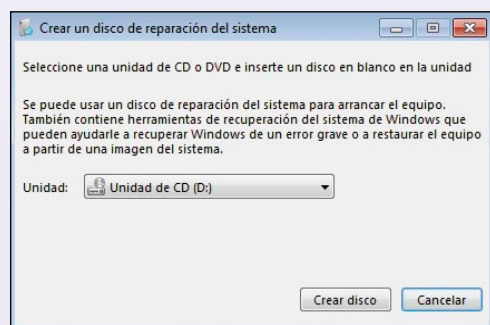 Crear un disco de reparación del sistema
Seleccione una unidad de CD o DVD e inserte un disco en blanco en la unidad
Se puede usar un disco de reparación del sistema para arrancar el equipo.
También contiene herramientas de recuperación del sistema de Windows que
pueden ayudarle a recuperar Windows de un error grave o a restaurar el equipo
a partir de una imagen del sistema.
Unidad: Unidad de CD (D:)
Crear disco Cancelar